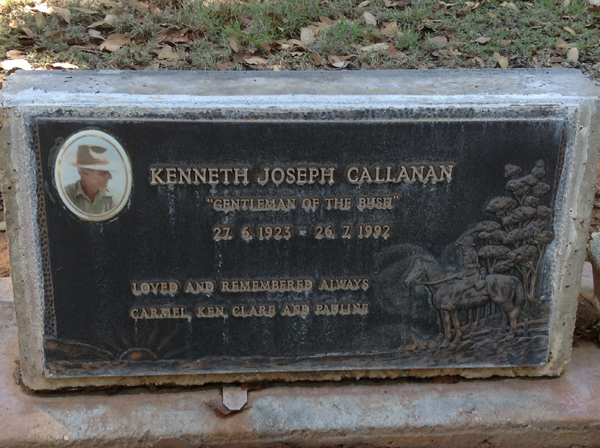 KENNETH JOSEPH CALLANAN
"GENTLEMAN OF THE BUSH"
27. 6. 1923 - 26. 7. 1992
LOVED AND REMEMBERED ALWAYS
CARMEL, KEN, CLARE AND PAULINE